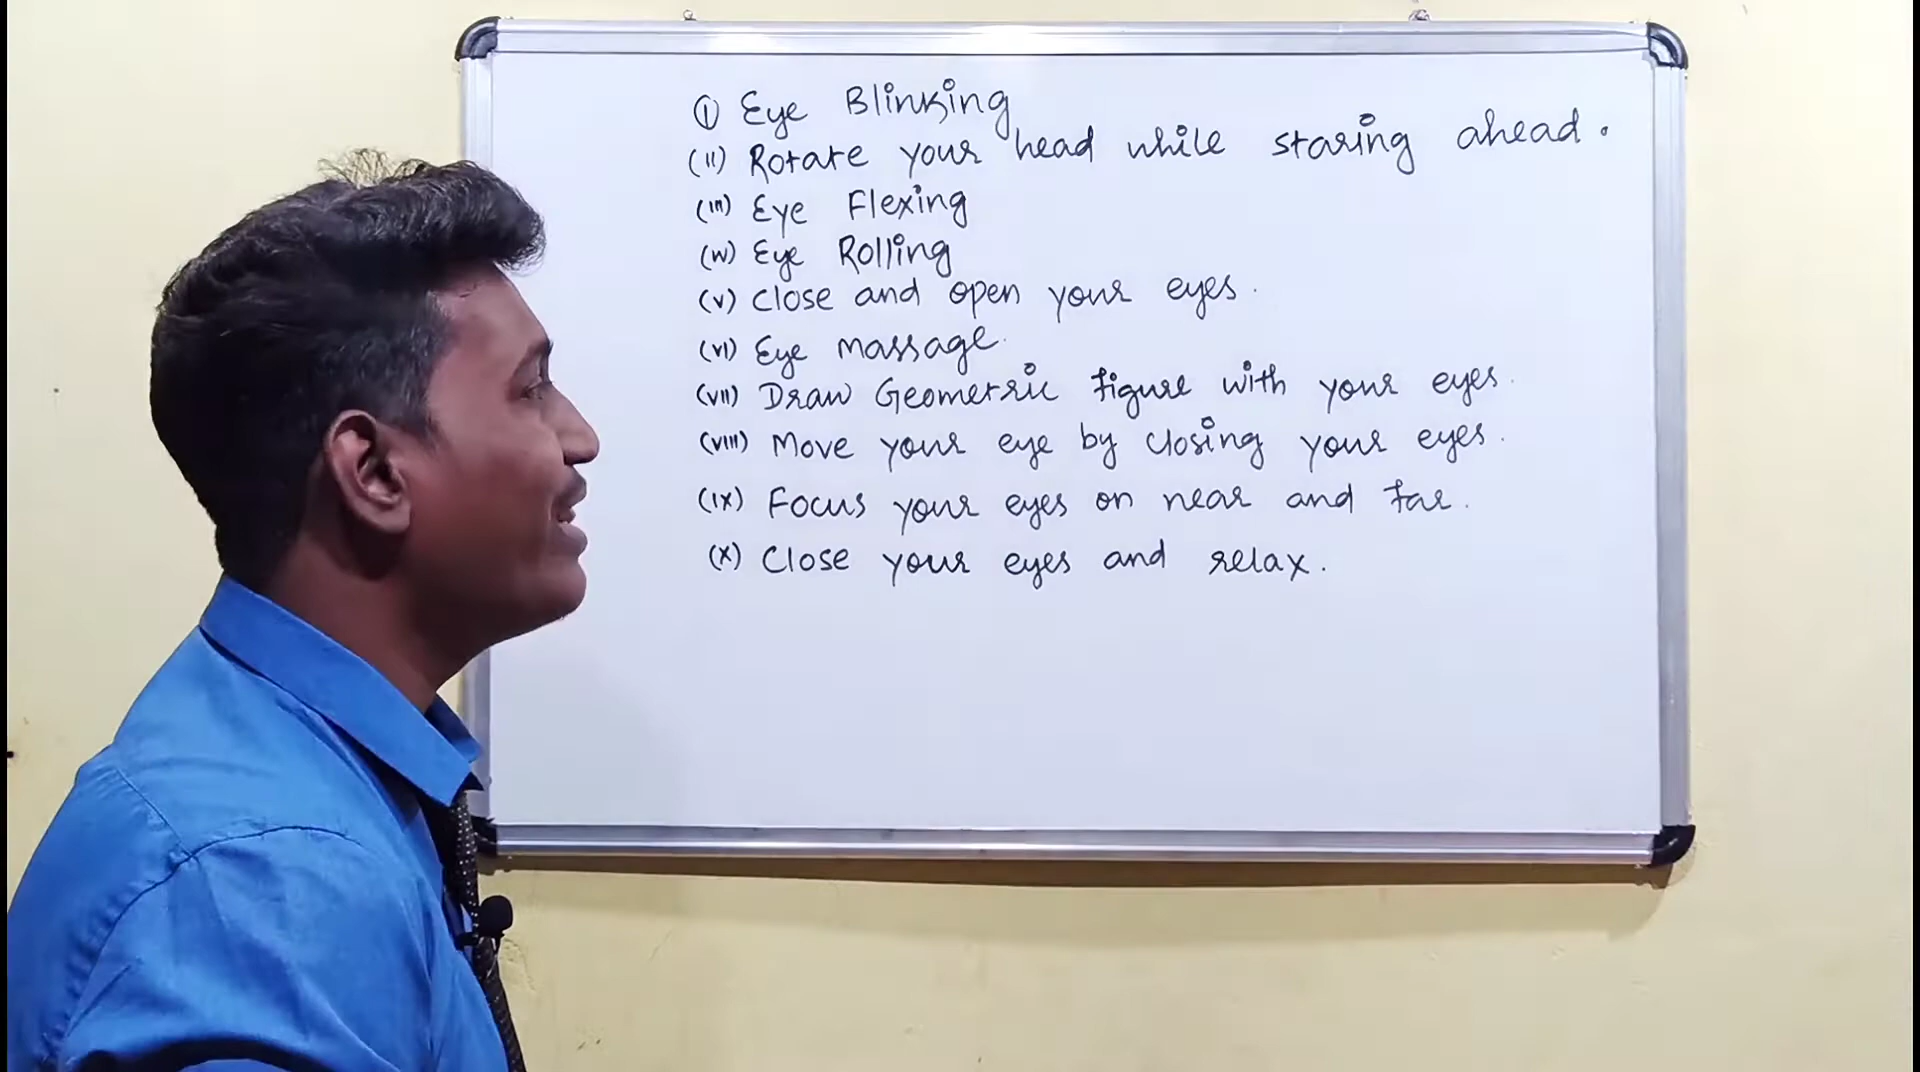 ① Eye Blinking
(ii) Rotate your head while staring ahead.
(iii) Eye Flexing
(iv) Eye Rolling
(v) Close and open your eyes.
(vi) Eye massage.
(vii) Draw Geometric figure with your eyes.
(viii) Move your eye by closing your eyes.
(ix) Focus your eyes on near and far.
(x) Close your eyes and relax.